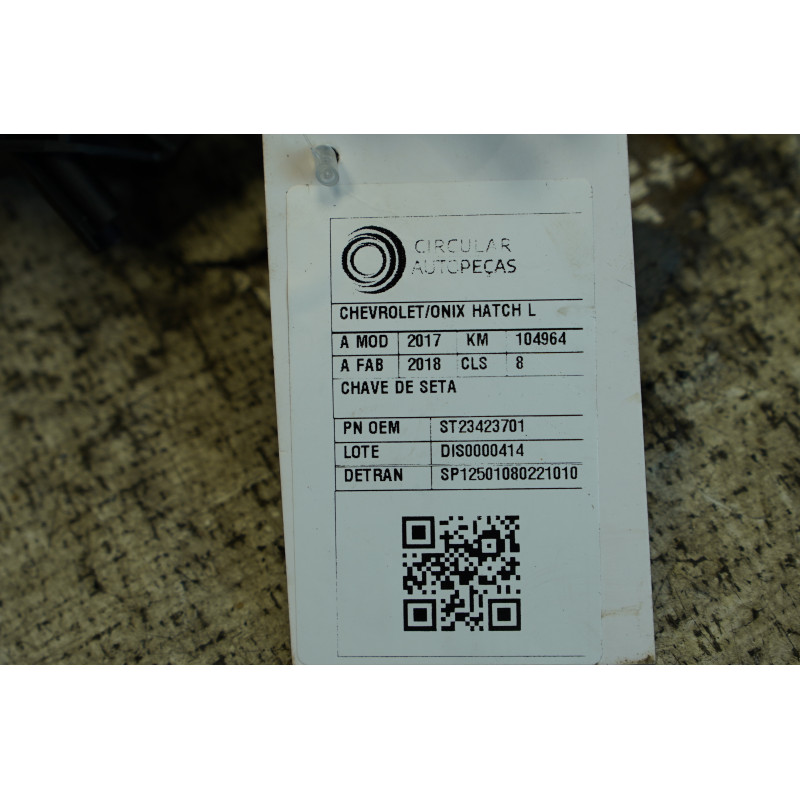 CIRCULAR
AUTOPEÇAS
CHEVROLET/ONIX HATCH L
A MOD 2017 KM 104964
A FAB 2018 CLS 8
CHAVE DE SETA
PN OEM ST23423701
LOTE DIS0000414
DETRAN SP12501080221010